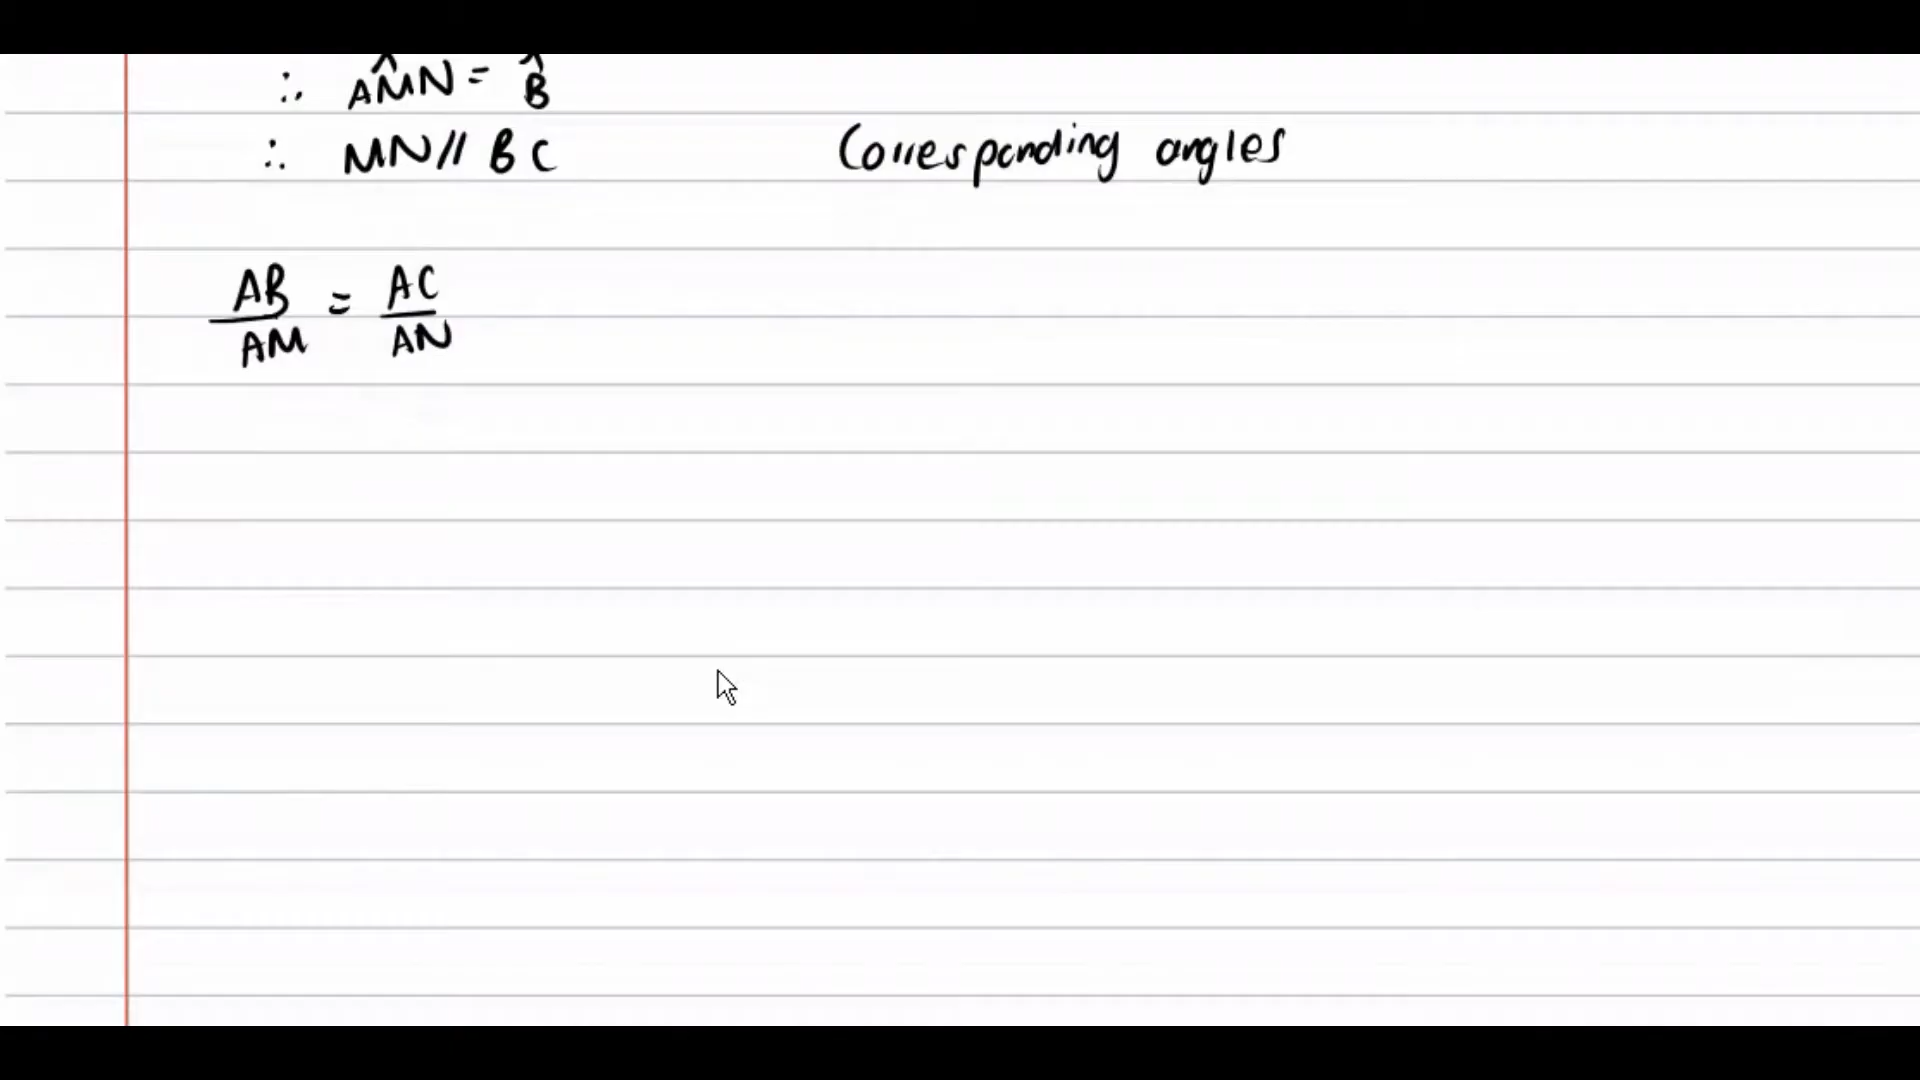 ∴ AM̂N = B̂
∴ MN // BC Corresponding angles
AB/AM = AC/AN